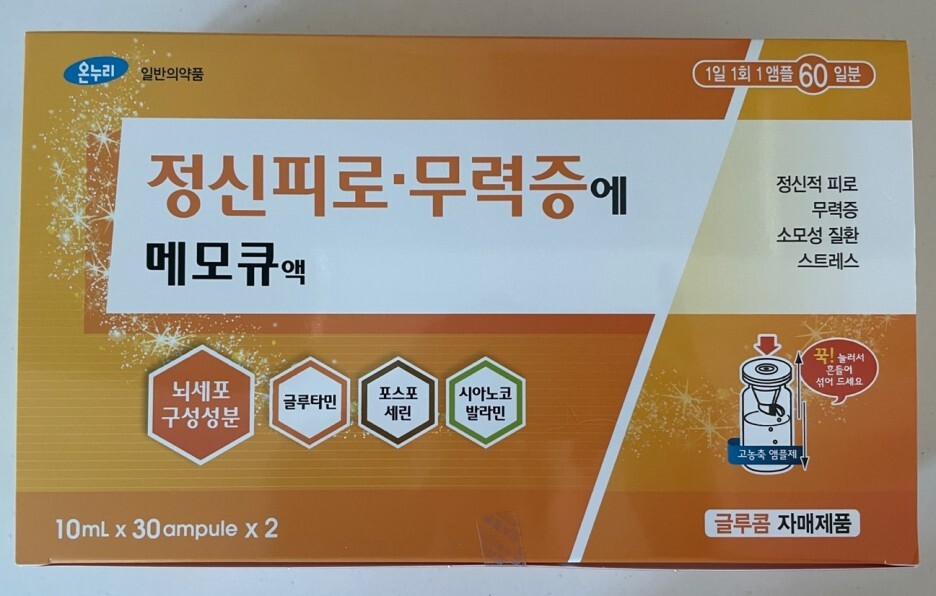 온누리 일반의약품
1일 1회 1앰플 60일분
정신피로·무력증에
메모큐액
정신적 피로
무력증
소모성 질환
스트레스
뇌세포
구성성분
글루타민
포스포
세린
시아노코
발라민
꾹! 눌러서
흔들어
섞어 드세요
고농축 앰플제
10mL x 30ampule x 2
글루콤 자매제품